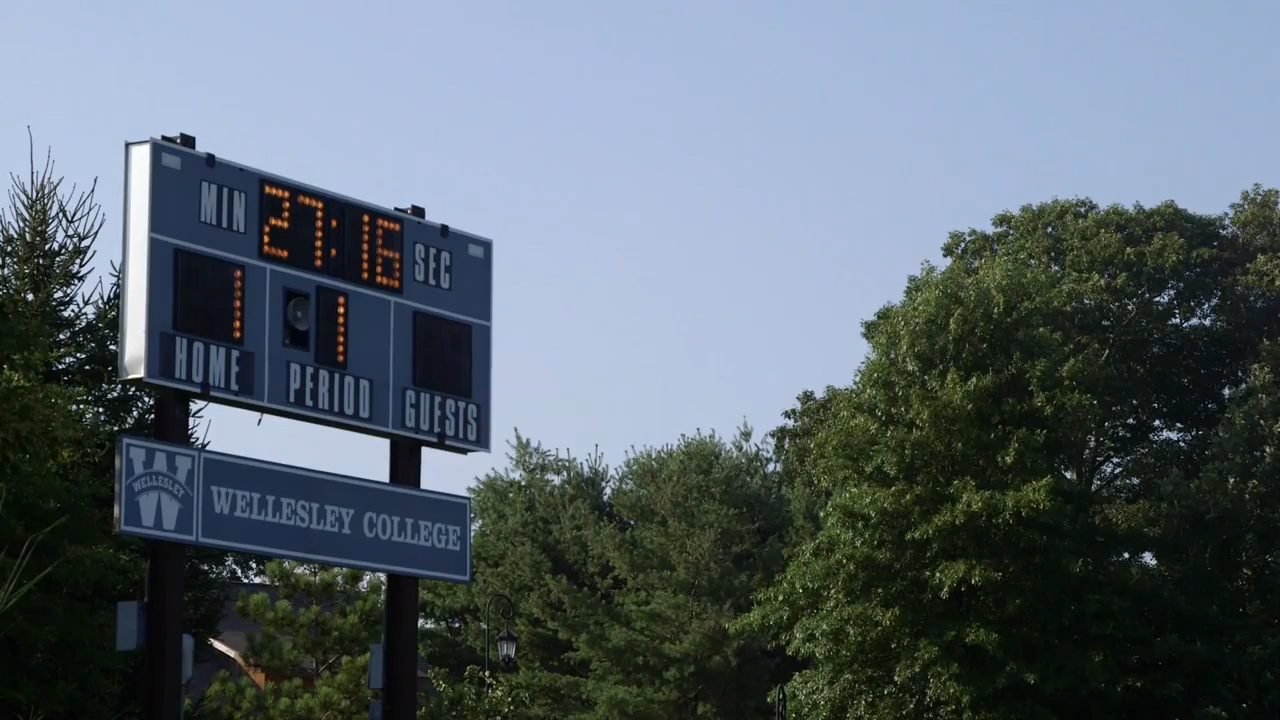 MIN 27:16 SEC
1 1
HOME PERIOD GUESTS
W
WELLESLEY
WELLESLEY COLLEGE